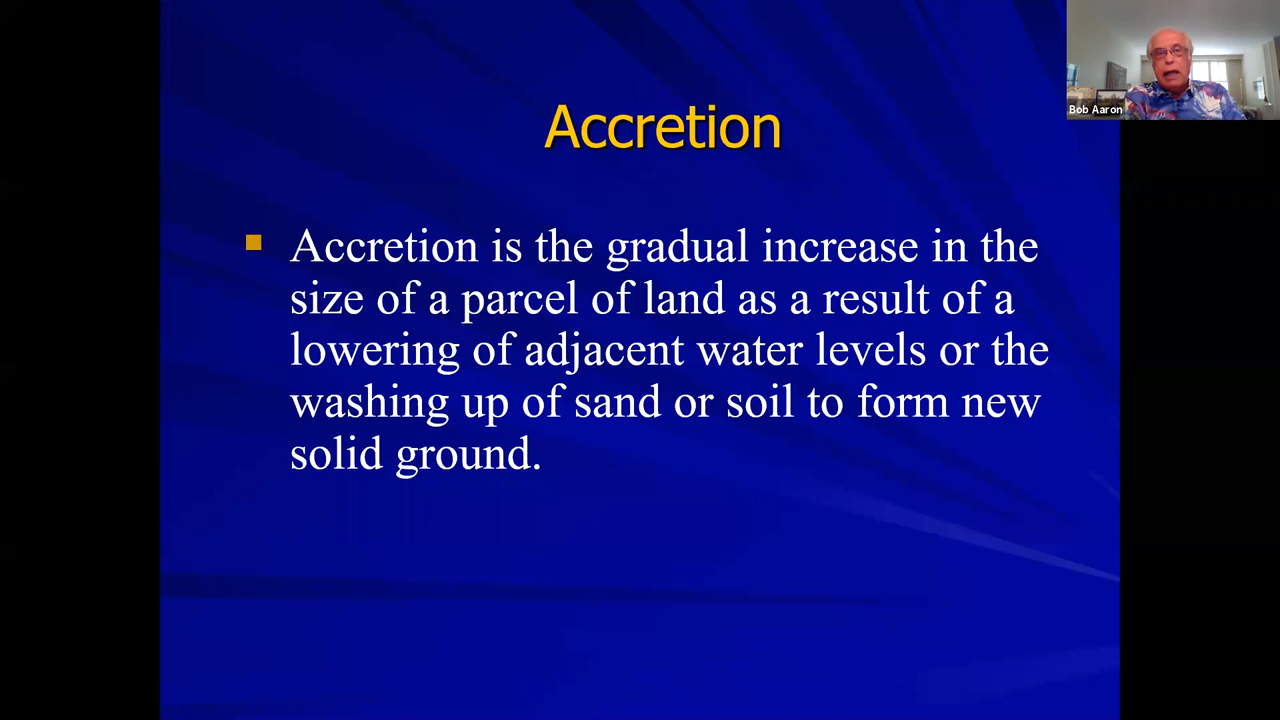 Accretion
Accretion is the gradual increase in the
size of a parcel of land as a result of a
lowering of adjacent water levels or the
washing up of sand or soil to form new
solid ground.
Bob Aaron